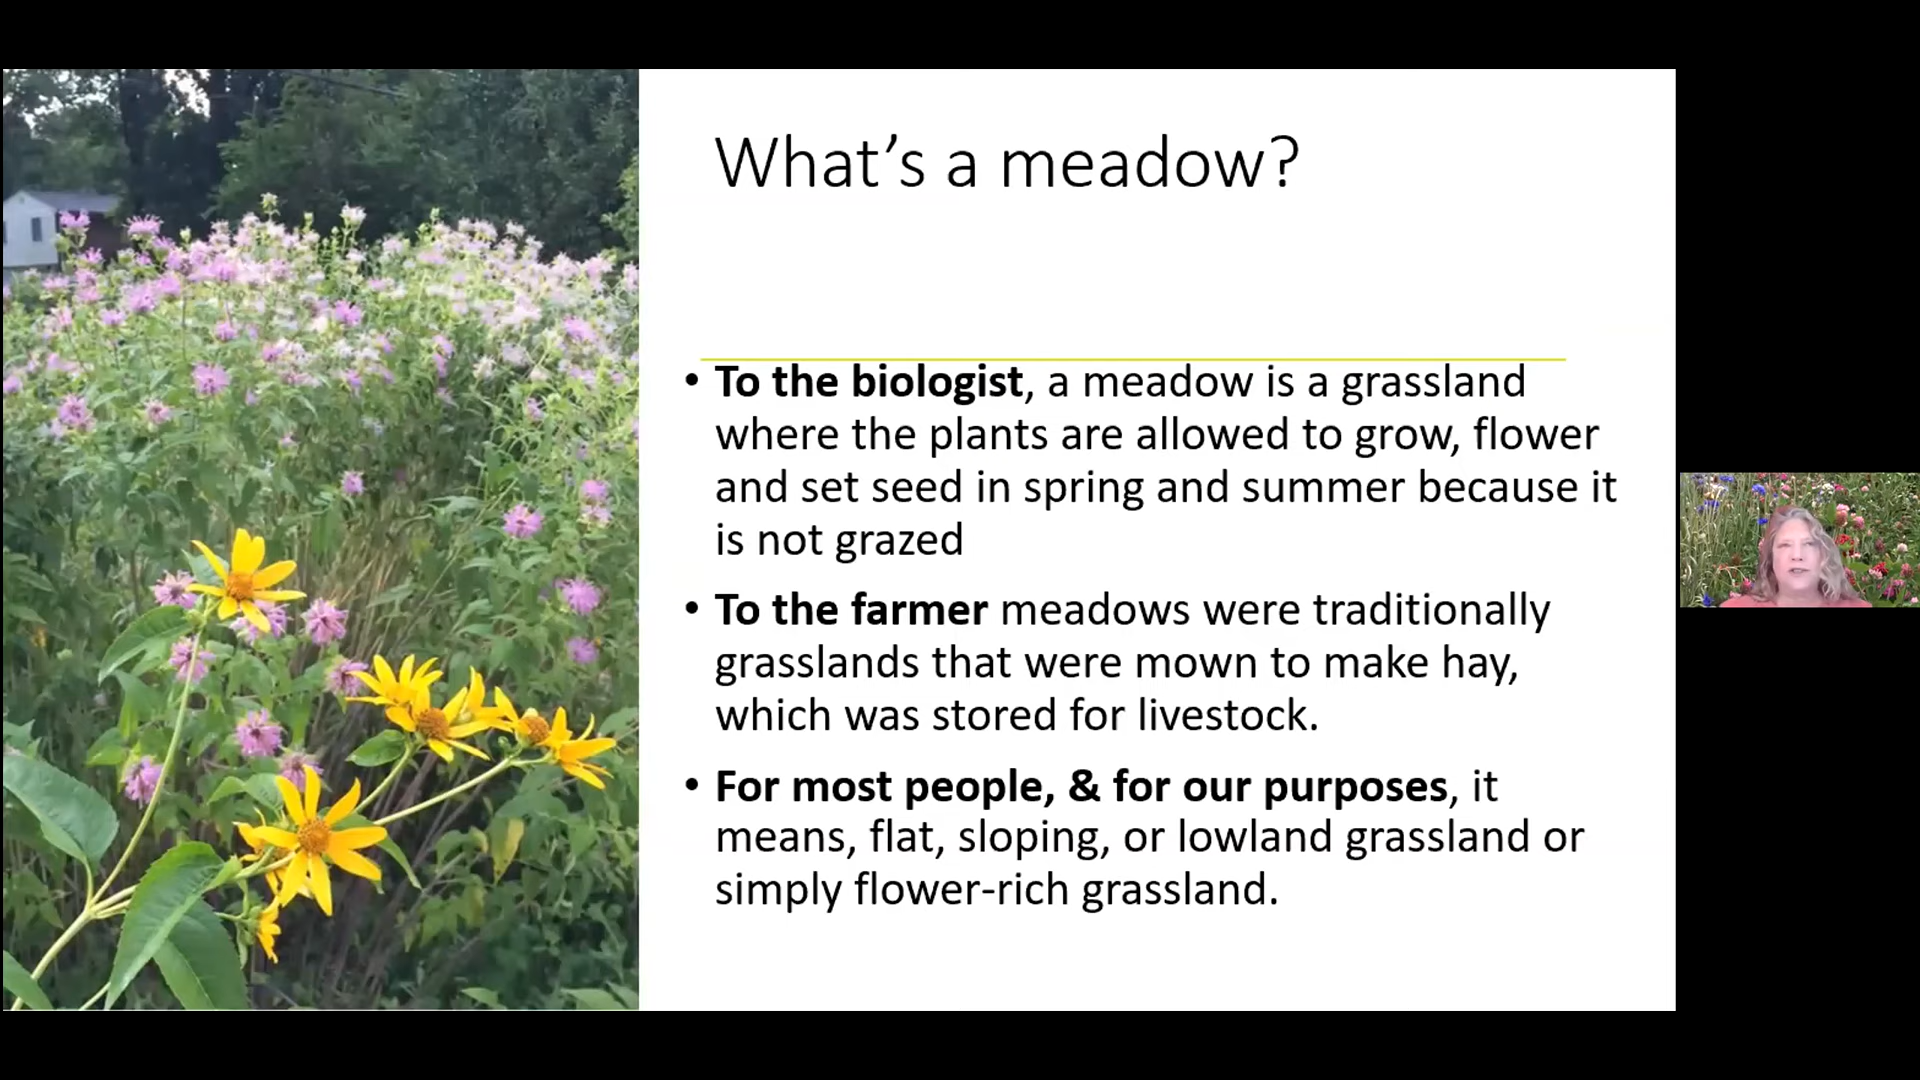 What’s a meadow?
• To the biologist, a meadow is a grassland
where the plants are allowed to grow, flower
and set seed in spring and summer because it
is not grazed
• To the farmer meadows were traditionally
grasslands that were mown to make hay,
which was stored for livestock.
• For most people, & for our purposes, it
means, flat, sloping, or lowland grassland or
simply flower-rich grassland.